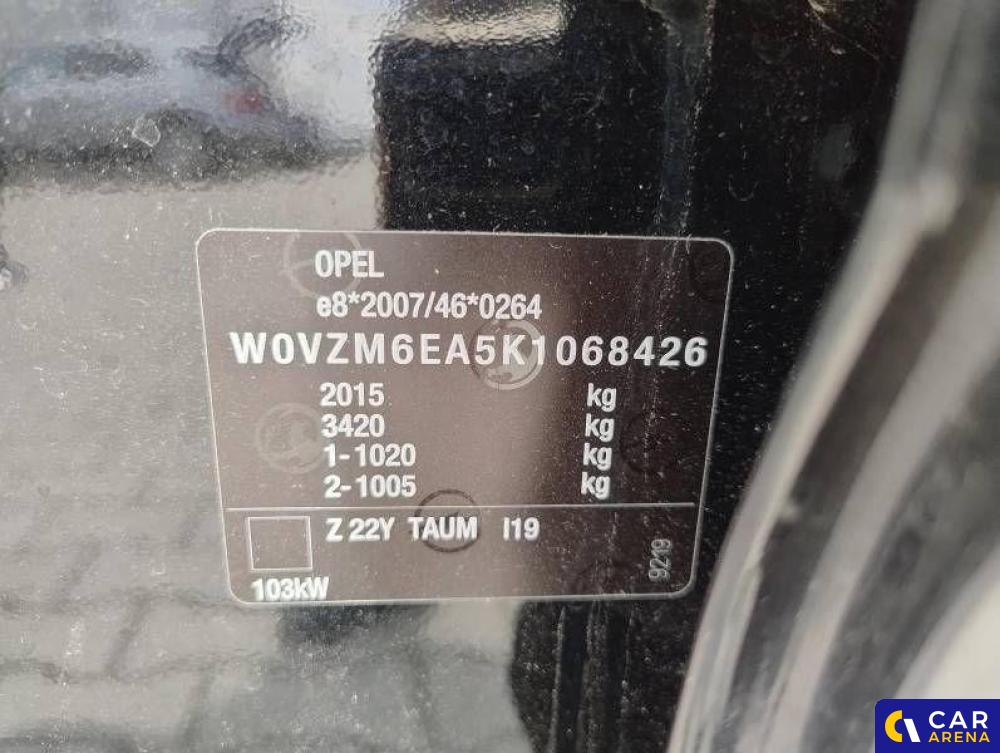 OPEL
e8*2007/46*0264
W0VZM6EA5K1068426
2015 kg
3420 kg
1-1020 kg
2-1005 kg
Z 22Y TAUM I19
9219
103kW
CAR
ARENA